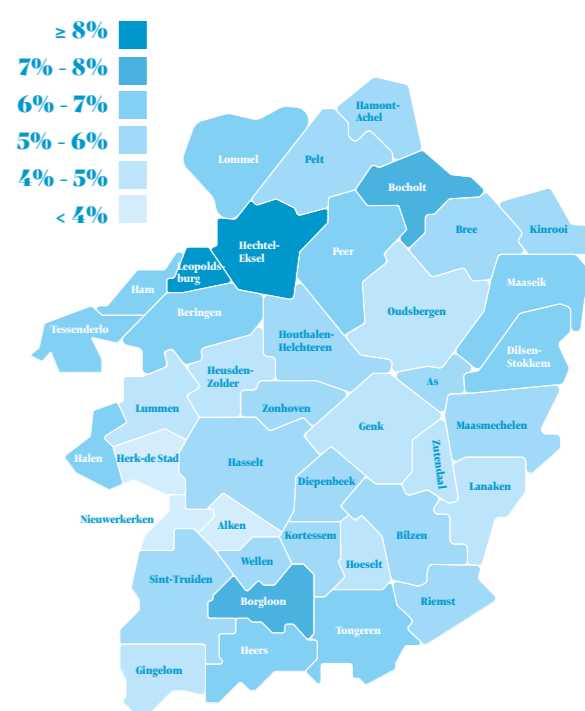 ≥ 8%
7% - 8%
6% - 7%
5% - 6%
4% - 5%
< 4%
Hamont-
Achel
Lommel
Pelt
Bocholt
Bree
Kinrooi
Hechtel-
Eksel
Peer
Leopolds-
burg
Ham
Maaseik
Beringen
Oudsbergen
Tessenderlo
Houthalen-
Helchteren
Dilsen-
Stokkem
Heusden-
Zolder
As
Lummen
Zonhoven
Genk
Maasmechelen
Halen
Herk-de Stad
Hasselt
Zutendaal
Diepenbeek
Lanaken
Nieuwerkerken
Alken
Kortessem
Bilzen
Wellen
Hoeselt
Sint-Truiden
Borgloon
Riemst
Tongeren
Heers
Gingelom